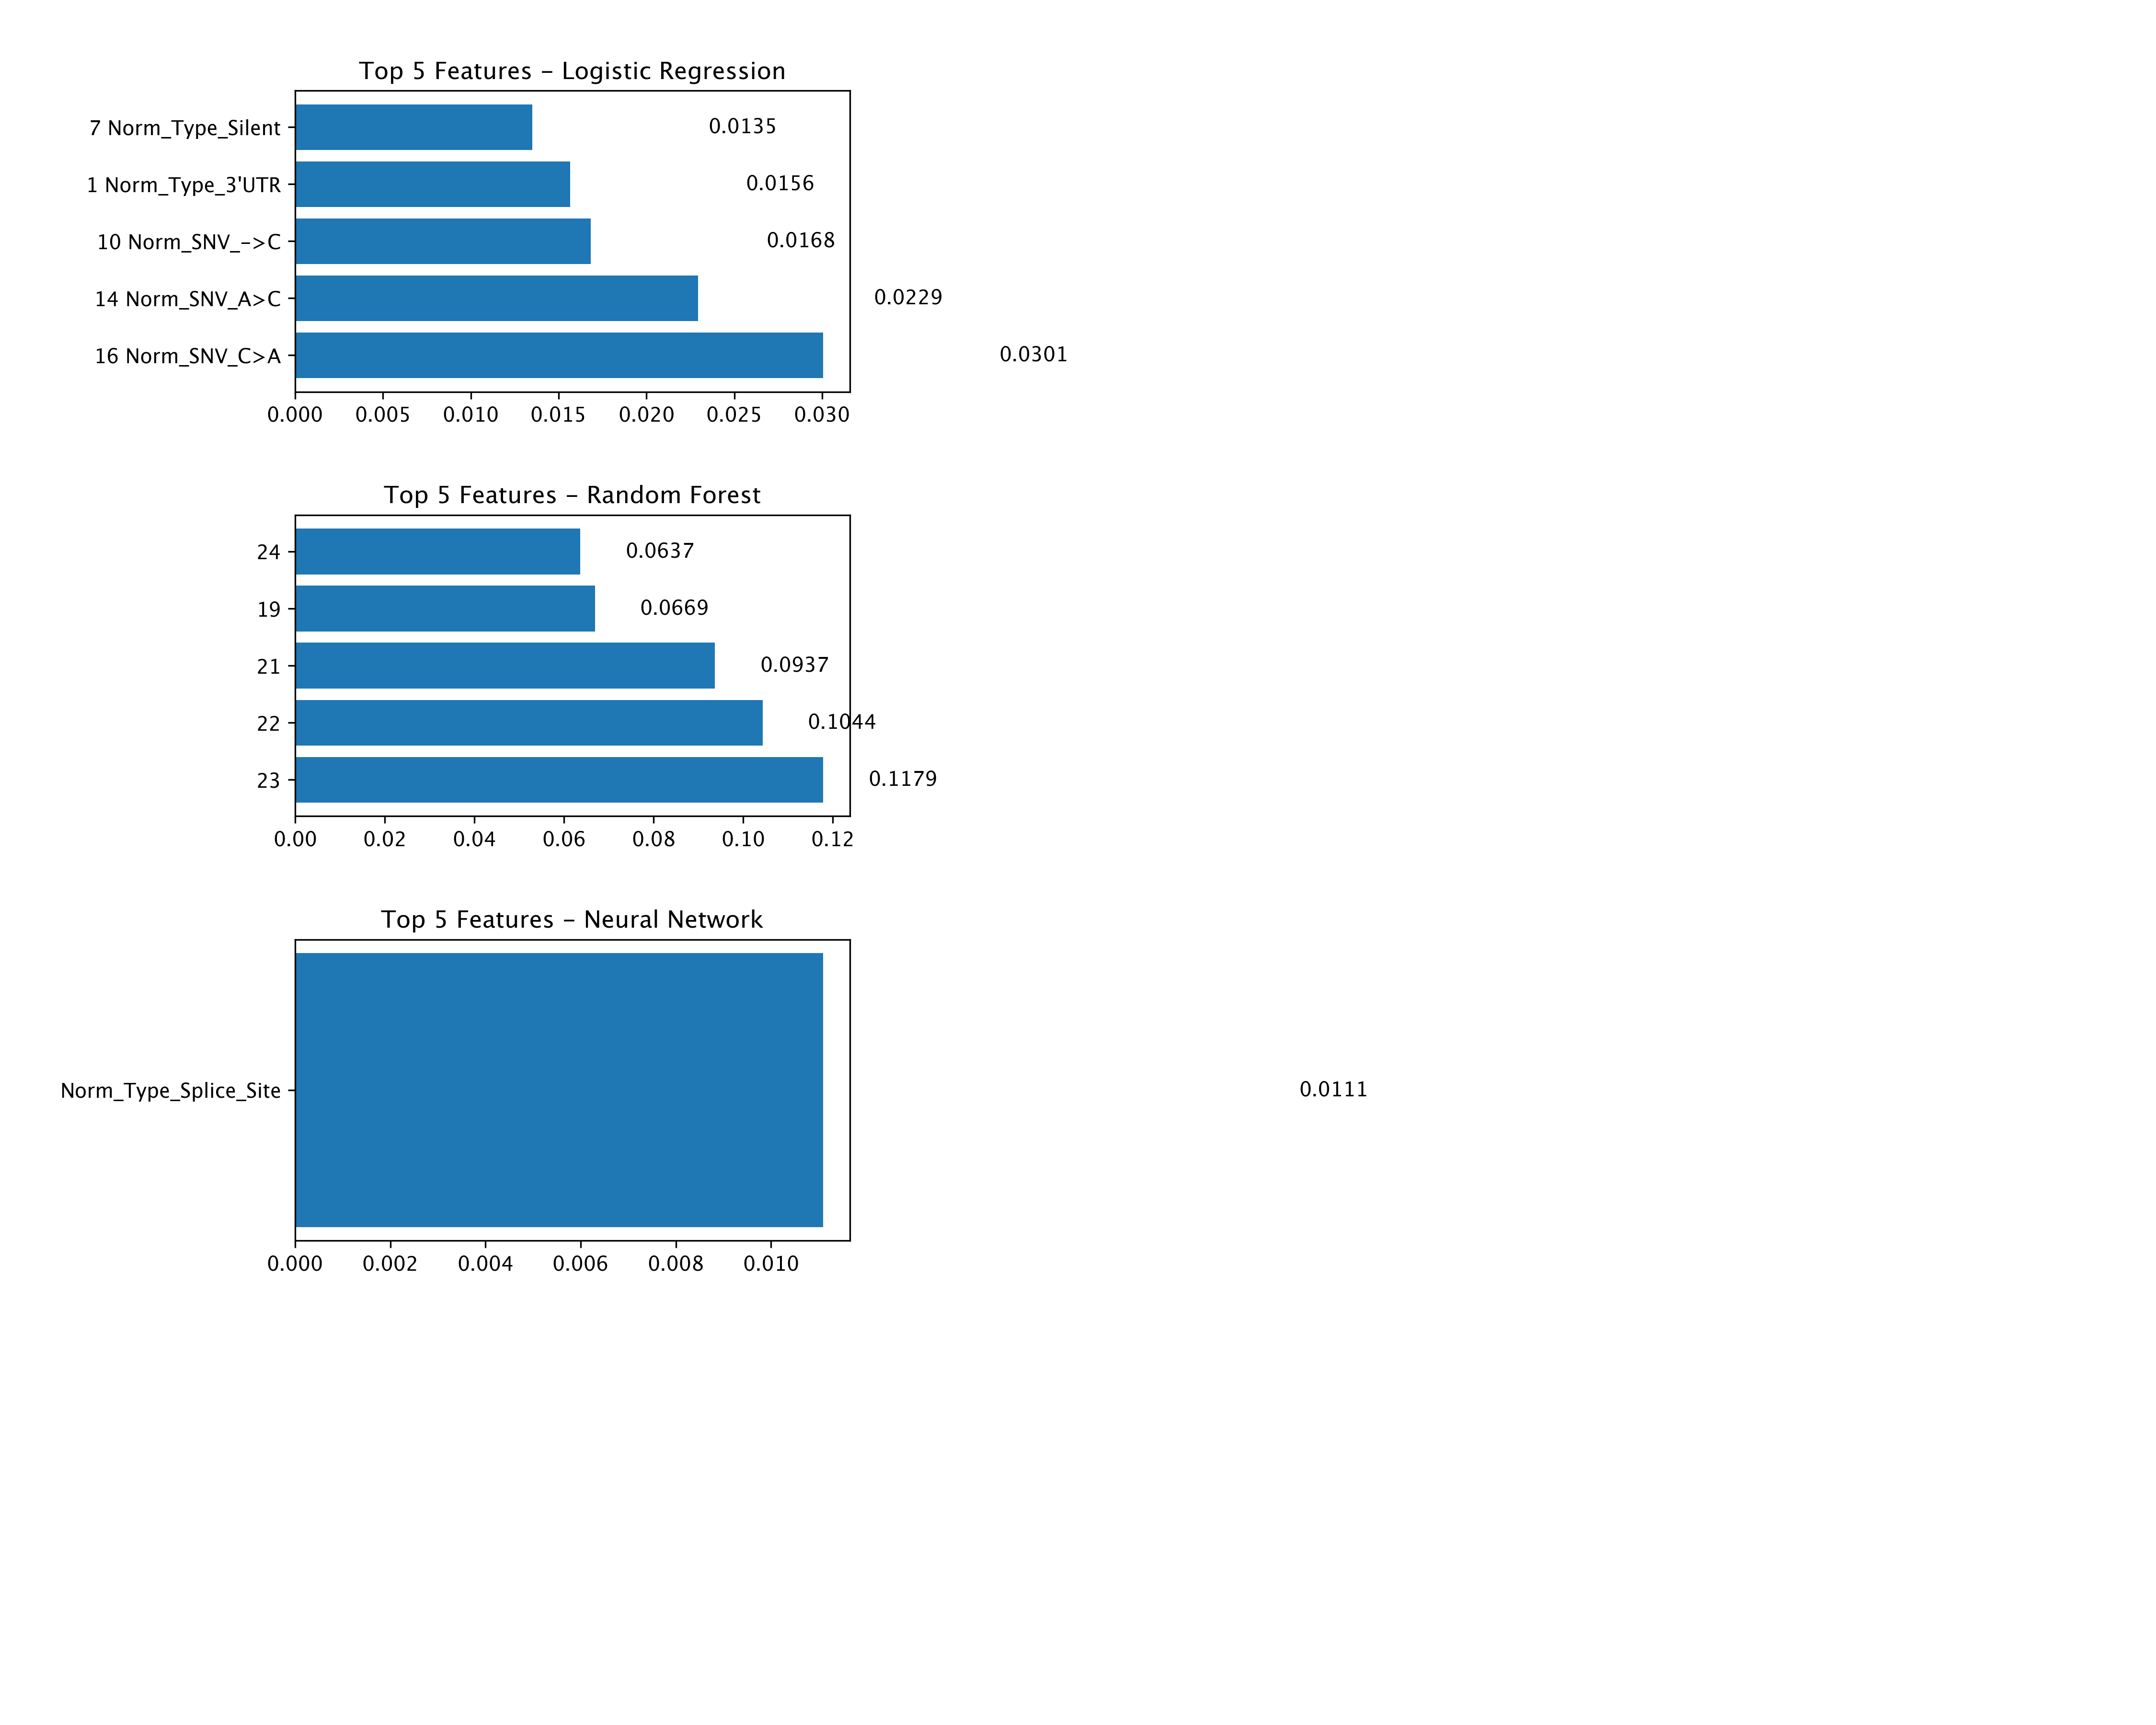 Top 5 Features – Logistic Regression
7 Norm_Type_Silent 0.0135
1 Norm_Type_3'UTR 0.0156
10 Norm_SNV_->C 0.0168
14 Norm_SNV_A>C 0.0229
16 Norm_SNV_C>A 0.0301
0.000 0.005 0.010 0.015 0.020 0.025 0.030
Top 5 Features – Random Forest
24 0.0637
19 0.0669
21 0.0937
22 0.1044
23 0.1179
0.00 0.02 0.04 0.06 0.08 0.10 0.12
Top 5 Features – Neural Network
Norm_Type_Splice_Site 0.0111
0.000 0.002 0.004 0.006 0.008 0.010